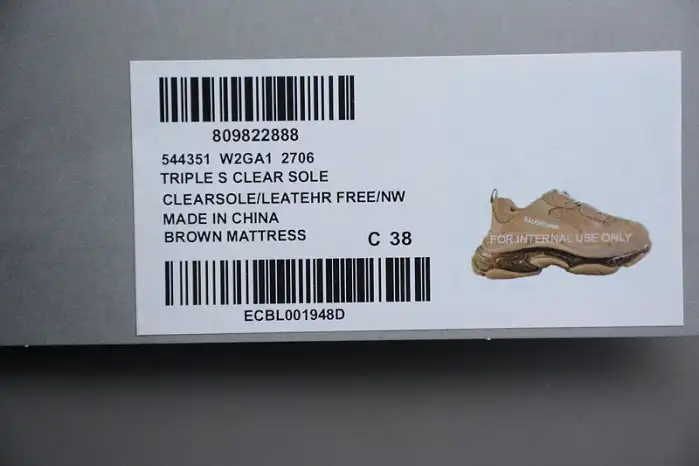 809822888
544351 W2GA1 2706
TRIPLE S CLEAR SOLE
CLEARSOLE/LEATEHR FREE/NW
MADE IN CHINA
BROWN MATTRESS C 38
FOR INTERNAL USE ONLY
ECBL001948D